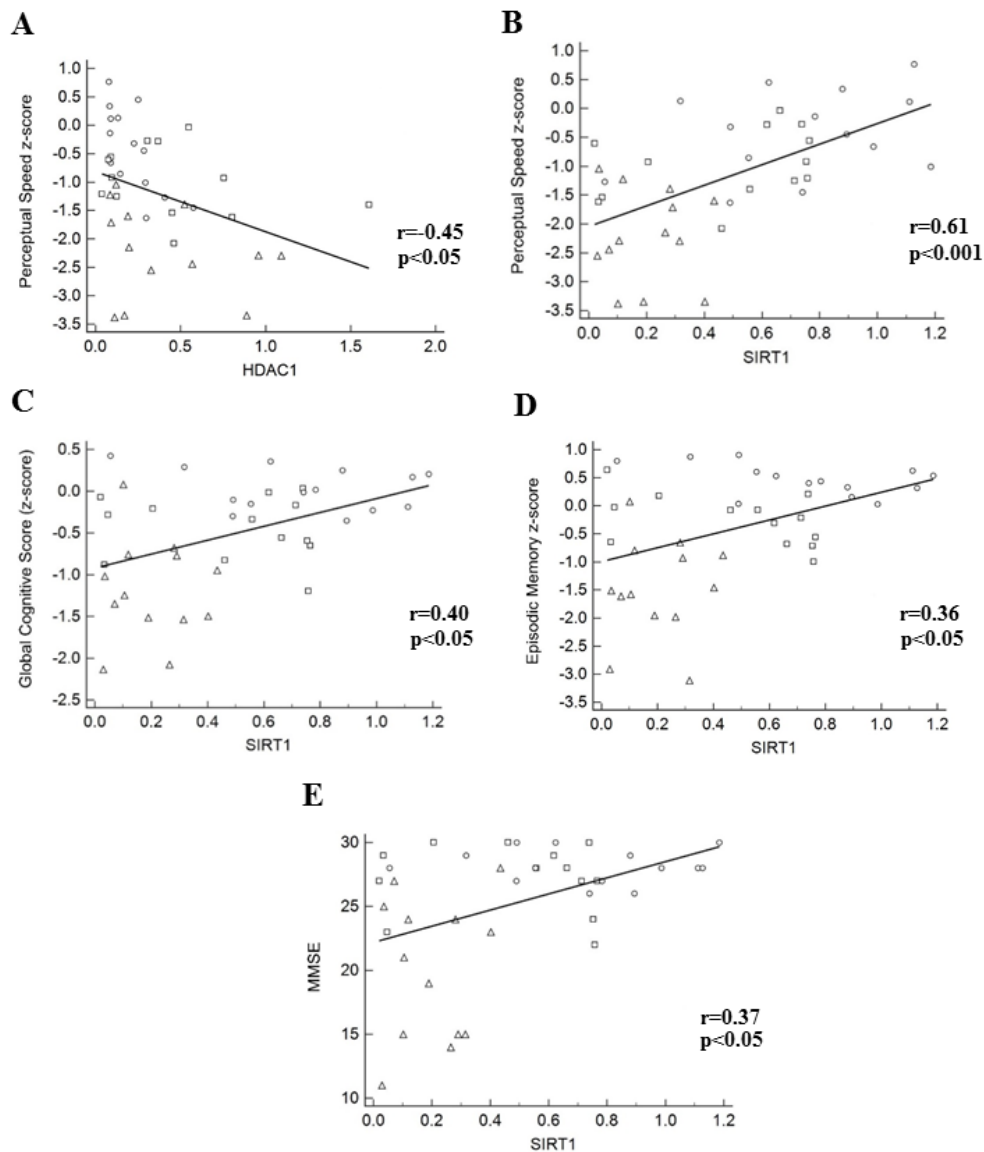 A
1.0
0.5
0.0
-0.5
-1.0
-1.5
-2.0
-2.5
-3.0
-3.5
Perceptual Speed z-score
r=-0.45
p<0.05
0.0 0.5 1.0 1.5 2.0
HDAC1
B
1.0
0.5
0.0
-0.5
-1.0
-1.5
-2.0
-2.5
-3.0
-3.5
Perceptual Speed z-score
r=0.61
p<0.001
0.0 0.2 0.4 0.6 0.8 1.0 1.2
SIRT1
C
0.5
0.0
-0.5
-1.0
-1.5
-2.0
-2.5
Global Cognitive Score (z-score)
r=0.40
p<0.05
0.0 0.2 0.4 0.6 0.8 1.0 1.2
SIRT1
D
1.0
0.5
0.0
-0.5
-1.0
-1.5
-2.0
-2.5
-3.0
-3.5
Episodic Memory z-score
r=0.36
p<0.05
0.0 0.2 0.4 0.6 0.8 1.0 1.2
SIRT1
E
30
25
20
15
10
MMSE
r=0.37
p<0.05
0.0 0.2 0.4 0.6 0.8 1.0 1.2
SIRT1